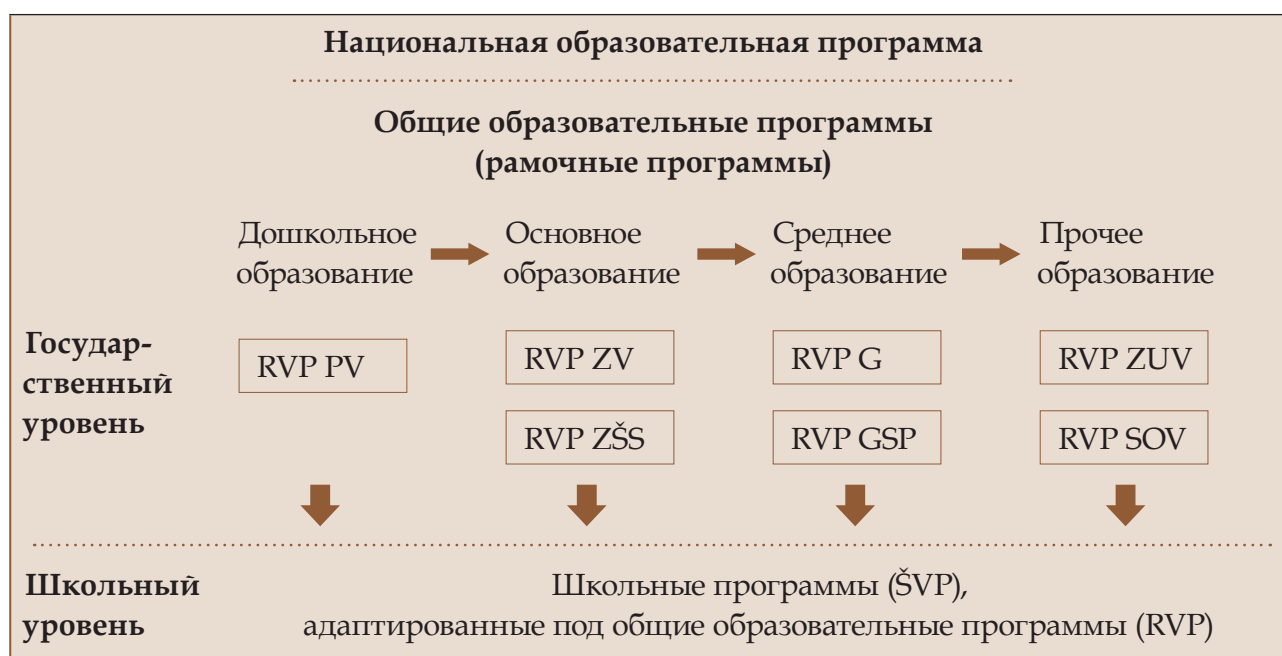 Национальная образовательная программа
Общие образовательные программы
(рамочные программы)
Дошкольное
образование
Основное
образование
Среднее
образование
Прочее
образование
Государ-
ственный
уровень
RVP PV
RVP ZV
RVP G
RVP ZUV
RVP ZŠS
RVP GSP
RVP SOV
Школьный
уровень
Школьные программы (ŠVP),
адаптированные под общие образовательные программы (RVP)